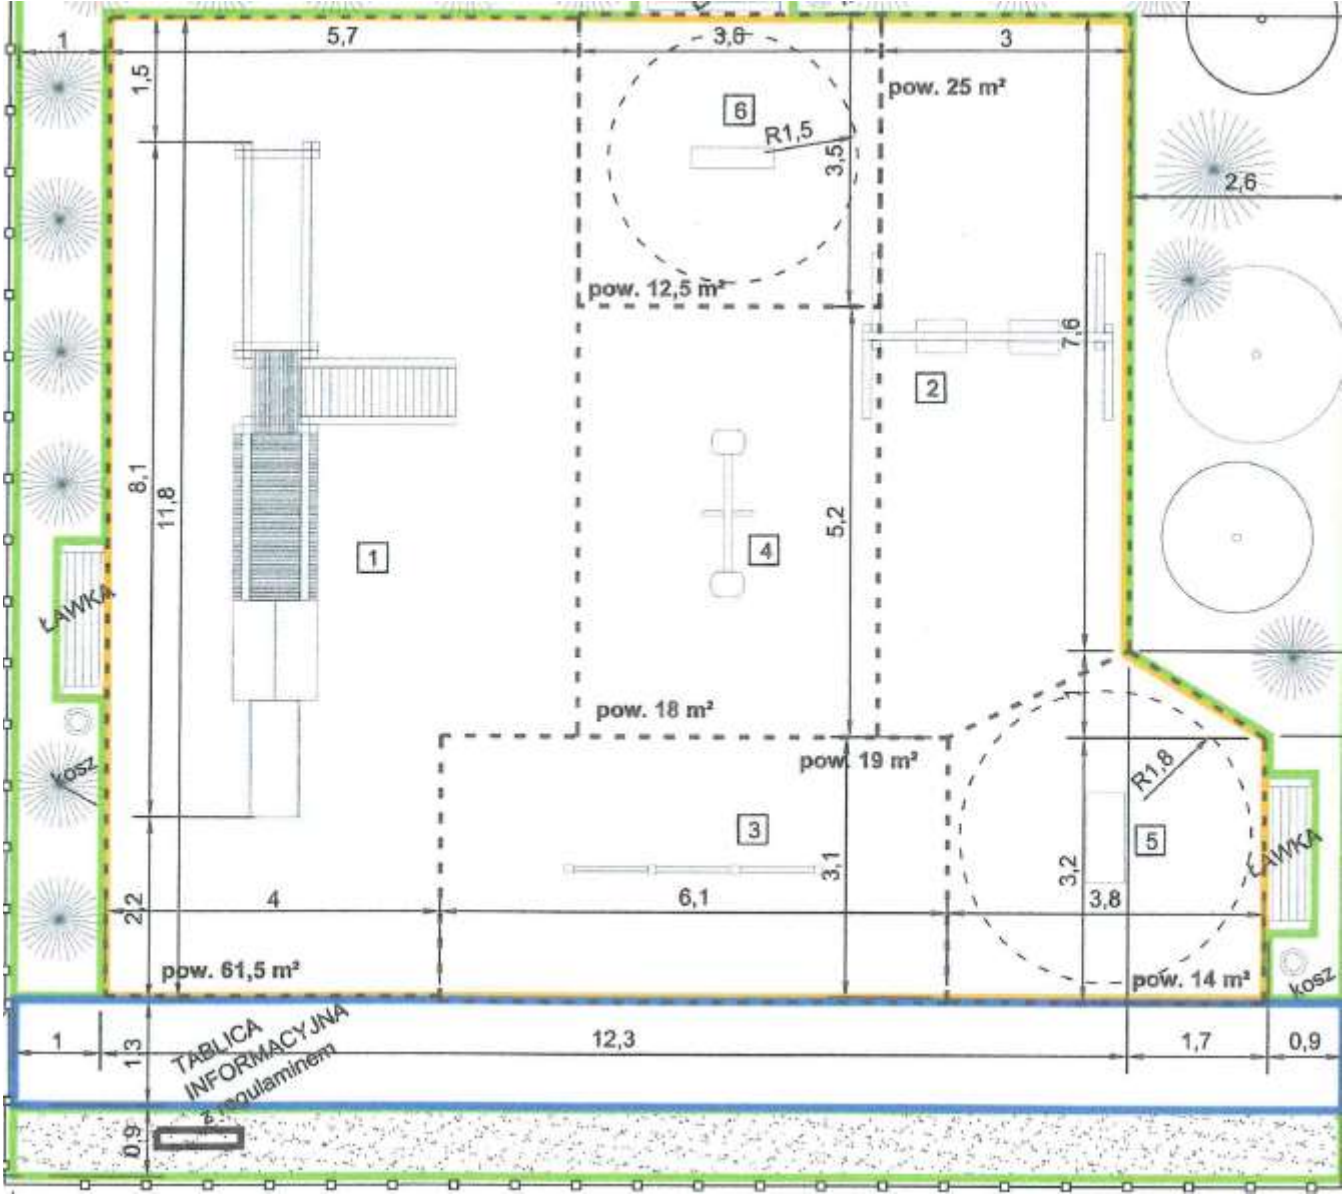 1
5,7
3,6
3
1,5
pow. 25 m²
6
R1,5
3,5
2,6
pow. 12,5 m²
7,6
2
8,1
11,8
5,2
4
1
ŁAWKA
pow. 18 m²
1
kosz
pow. 19 m²
R1,8
3
5
ŁAWKA
3,1
3,2
2,2
4
6,1
3,8
pow. 61,5 m²
pow. 14 m²
kosz
1
1,3
TABLICA
INFORMACYJNA
z regulaminem
12,3
1,7
0,9
0,9